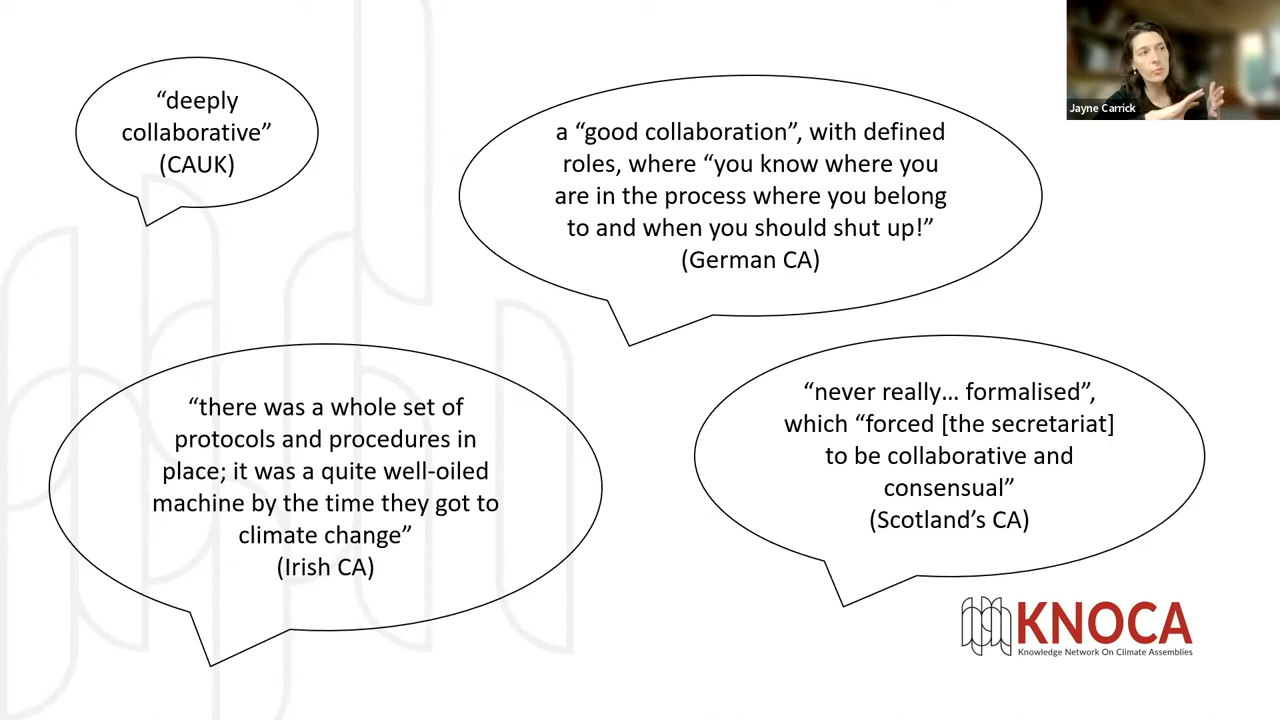 “deeply
collaborative”
(CAUK)
a “good collaboration”, with defined
roles, where “you know where you
are in the process where you belong
to and when you should shut up!”
(German CA)
Jayne Carrick
“there was a whole set of
protocols and procedures in
place; it was a quite well-oiled
machine by the time they got to
climate change”
(Irish CA)
“never really... formalised”,
which “forced [the secretariat]
to be collaborative and
consensual”
(Scotland’s CA)
KNOCA
Knowledge Network On Climate Assemblies